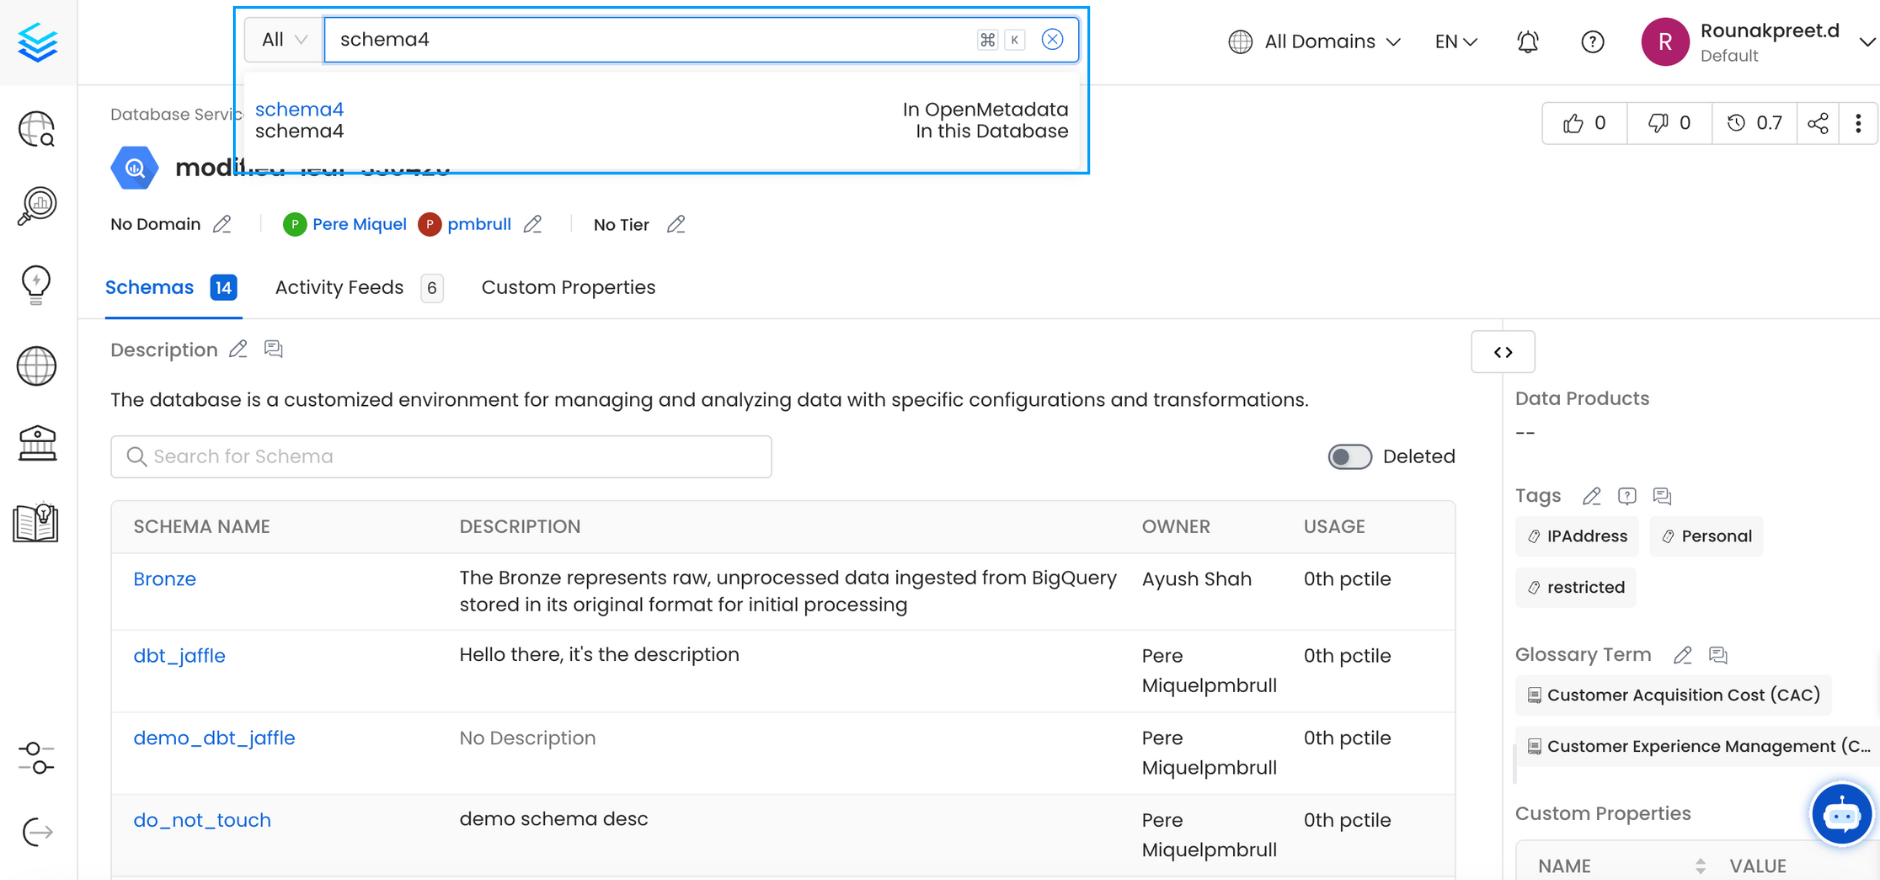 All schema4 ⌘ K
All Domains EN R Rounakpreet.d
Default
schema4 In OpenMetadata
schema4 In this Database
Database Servic
0 0 0.7
No Domain P Pere Miquel P pmbrull No Tier
Schemas 14 Activity Feeds 6 Custom Properties
Description
The database is a customized environment for managing and analyzing data with specific configurations and transformations.
Search for Schema Deleted
SCHEMA NAME DESCRIPTION OWNER USAGE
Bronze The Bronze represents raw, unprocessed data ingested from BigQuery Ayush Shah 0th pctile
stored in its original format for initial processing
dbt_jaffle Hello there, it's the description Pere 0th pctile
Miquelpmbrull
demo_dbt_jaffle No Description Pere 0th pctile
Miquelpmbrull
do_not_touch demo schema desc Pere 0th pctile
Miquelpmbrull
Data Products
--
Tags
IPAddress Personal
restricted
Glossary Term
Customer Acquisition Cost (CAC)
Customer Experience Management (C...
Custom Properties
NAME VALUE